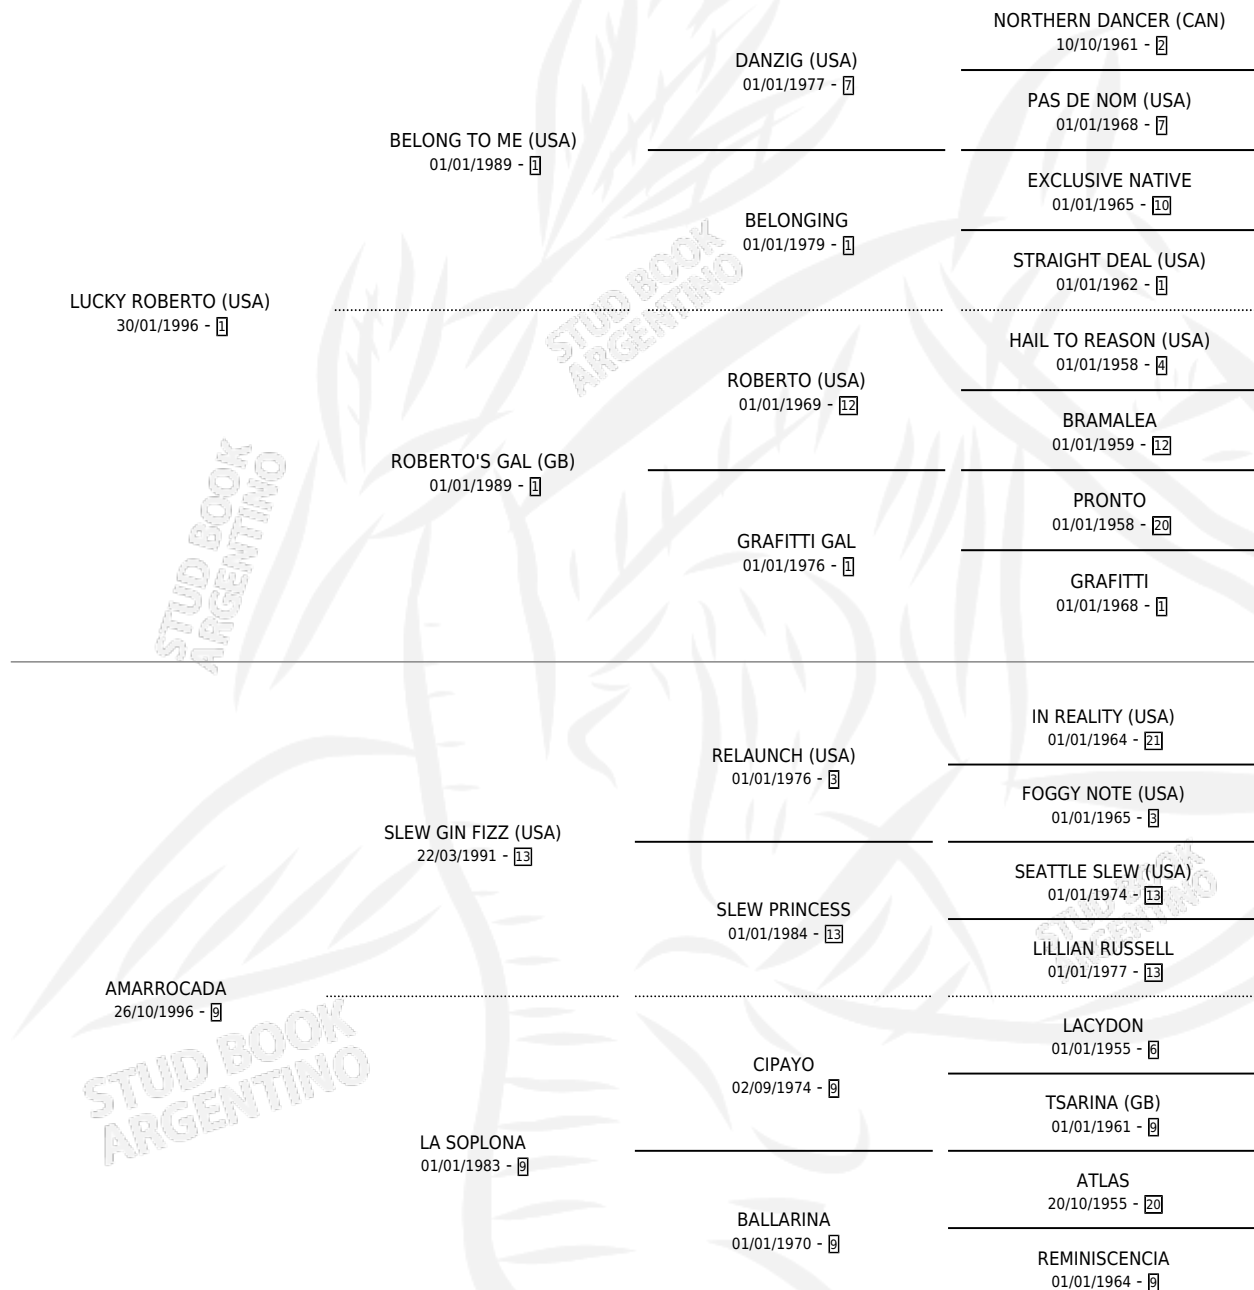 NORTHERN DANCER (CAN)
10/10/1961 - 2
DANZIG (USA)
01/01/1977 - 7
PAS DE NOM (USA)
01/01/1968 - 7
BELONG TO ME (USA)
01/01/1989 - 1
EXCLUSIVE NATIVE
01/01/1965 - 10
BELONGING
01/01/1979 - 1
STRAIGHT DEAL (USA)
01/01/1962 - 1
LUCKY ROBERTO (USA)
30/01/1996 - 1
HAIL TO REASON (USA)
01/01/1958 - 4
ROBERTO (USA)
01/01/1969 - 12
BRAMALEA
01/01/1959 - 12
ROBERTO'S GAL (GB)
01/01/1989 - 1
PRONTO
01/01/1958 - 20
GRAFITTI GAL
01/01/1976 - 1
GRAFITTI
01/01/1968 - 1
IN REALITY (USA)
01/01/1964 - 21
RELAUNCH (USA)
01/01/1976 - 3
FOGGY NOTE (USA)
01/01/1965 - 3
SLEW GIN FIZZ (USA)
22/03/1991 - 13
SEATTLE SLEW (USA)
01/01/1974 - 13
SLEW PRINCESS
01/01/1984 - 13
LILLIAN RUSSELL
01/01/1977 - 13
AMARROCADA
26/10/1996 - 9
LACYDON
01/01/1955 - 6
CIPAYO
02/09/1974 - 9
TSARINA (GB)
01/01/1961 - 9
LA SOPLONA
01/01/1983 - 9
ATLAS
20/10/1955 - 20
BALLARINA
01/01/1970 - 9
REMINISCENCIA
01/01/1964 - 9
STUD BOOK
ARGENTINO
STUD BOOK
ARGENTINO
STUD BOOK
ARGENTINO
STUD BOOK
ARGENTINO